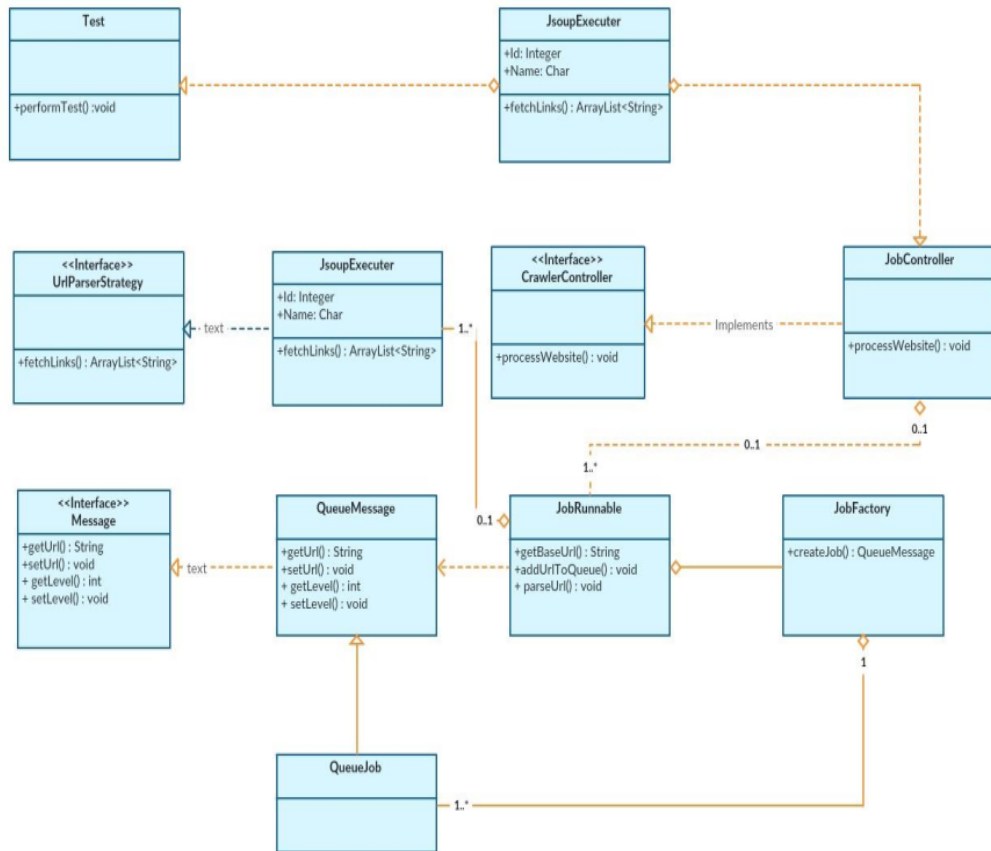 Test
+performTest() :void
JsoupExecuter
+Id: Integer
+Name: Char
+fetchLinks() : ArrayList<String>
<<Interface>>
UrlParserStrategy
+fetchLinks() : ArrayList<String>
text
JsoupExecuter
+Id: Integer
+Name: Char
+fetchLinks() : ArrayList<String>
1..*
<<Interface>>
CrawlerController
+processWebsite() : void
Implements
JobController
+processWebsite() : void
0..1
0..1
1..*
<<Interface>>
Message
+getUrl() : String
+setUrl() : void
+ getLevel() : int
+ setLevel() : void
text
QueueMessage
+getUrl() : String
+setUrl() : void
+ getLevel() : int
+ setLevel() : void
0..1
JobRunnable
+getBaseUrl() : String
+addUrlToQueue() : void
+ parseUrl() : void
JobFactory
+createJob() : QueueMessage
1
QueueJob
1..*